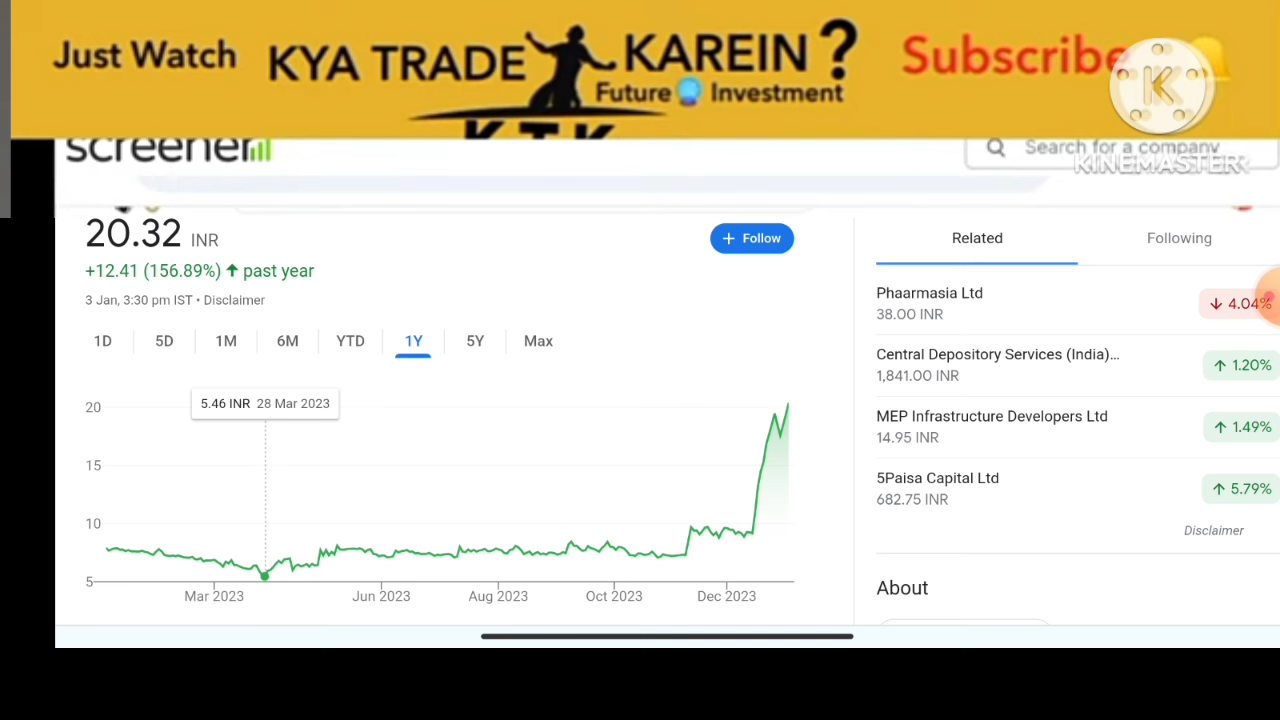 Just Watch KYA TRADE KAREIN ? Subscribe
Future Investment
KTK
screener
Search for a company
KINEMASTER
20.32 INR
+ Follow
+12.41 (156.89%) ↑ past year
3 Jan, 3:30 pm IST • Disclaimer
1D 5D 1M 6M YTD 1Y 5Y Max
5.46 INR 28 Mar 2023
20
15
10
5
Mar 2023 Jun 2023 Aug 2023 Oct 2023 Dec 2023
Related Following
Phaarmasia Ltd
38.00 INR
↓ 4.04%
Central Depository Services (India)...
1,841.00 INR
↑ 1.20%
MEP Infrastructure Developers Ltd
14.95 INR
↑ 1.49%
5Paisa Capital Ltd
682.75 INR
↑ 5.79%
Disclaimer
About